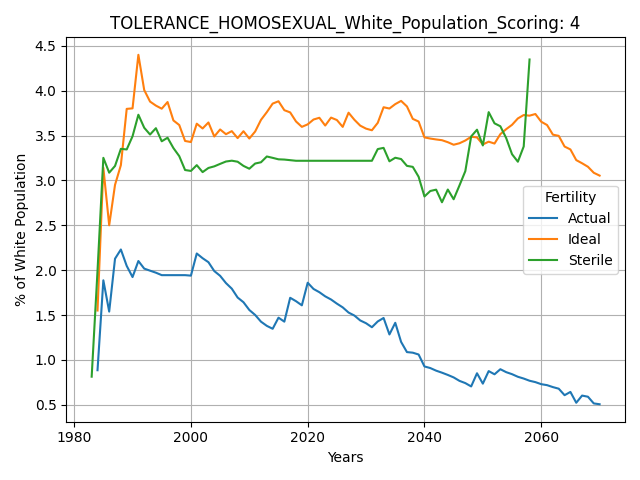 TOLERANCE_HOMOSEXUAL_White_Population_Scoring: 4
4.5
4.0
3.5
3.0
2.5
2.0
1.5
1.0
0.5
% of White Population
Fertility
Actual
Ideal
Sterile
1980
2000
2020
2040
2060
Years